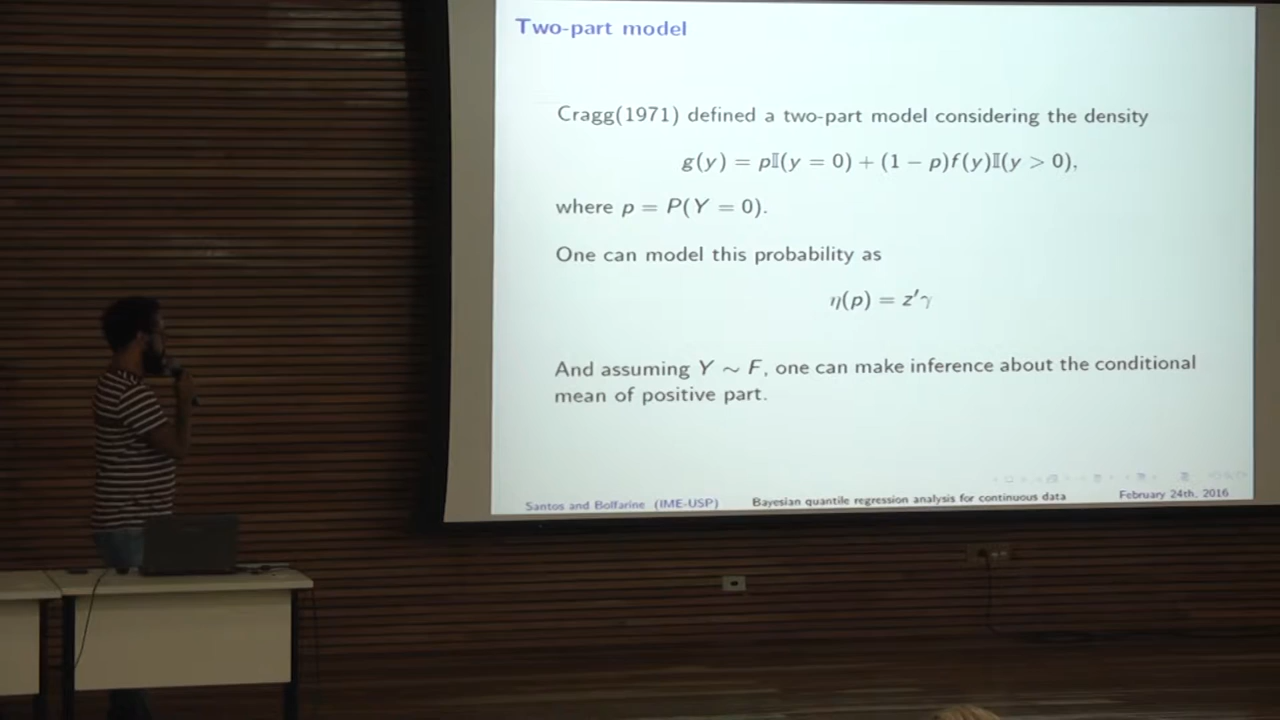 Two-part model
Cragg(1971) defined a two-part model considering the density
g(y) = p𝕀(y = 0) + (1 − p)f(y)𝕀(y > 0),
where p = P(Y = 0).
One can model this probability as
η(p) = z′γ
And assuming Y ∼ F, one can make inference about the conditional
mean of positive part.
Santos and Bolfarine (IME-USP) Bayesian quantile regression analysis for continuous data February 24th, 2016